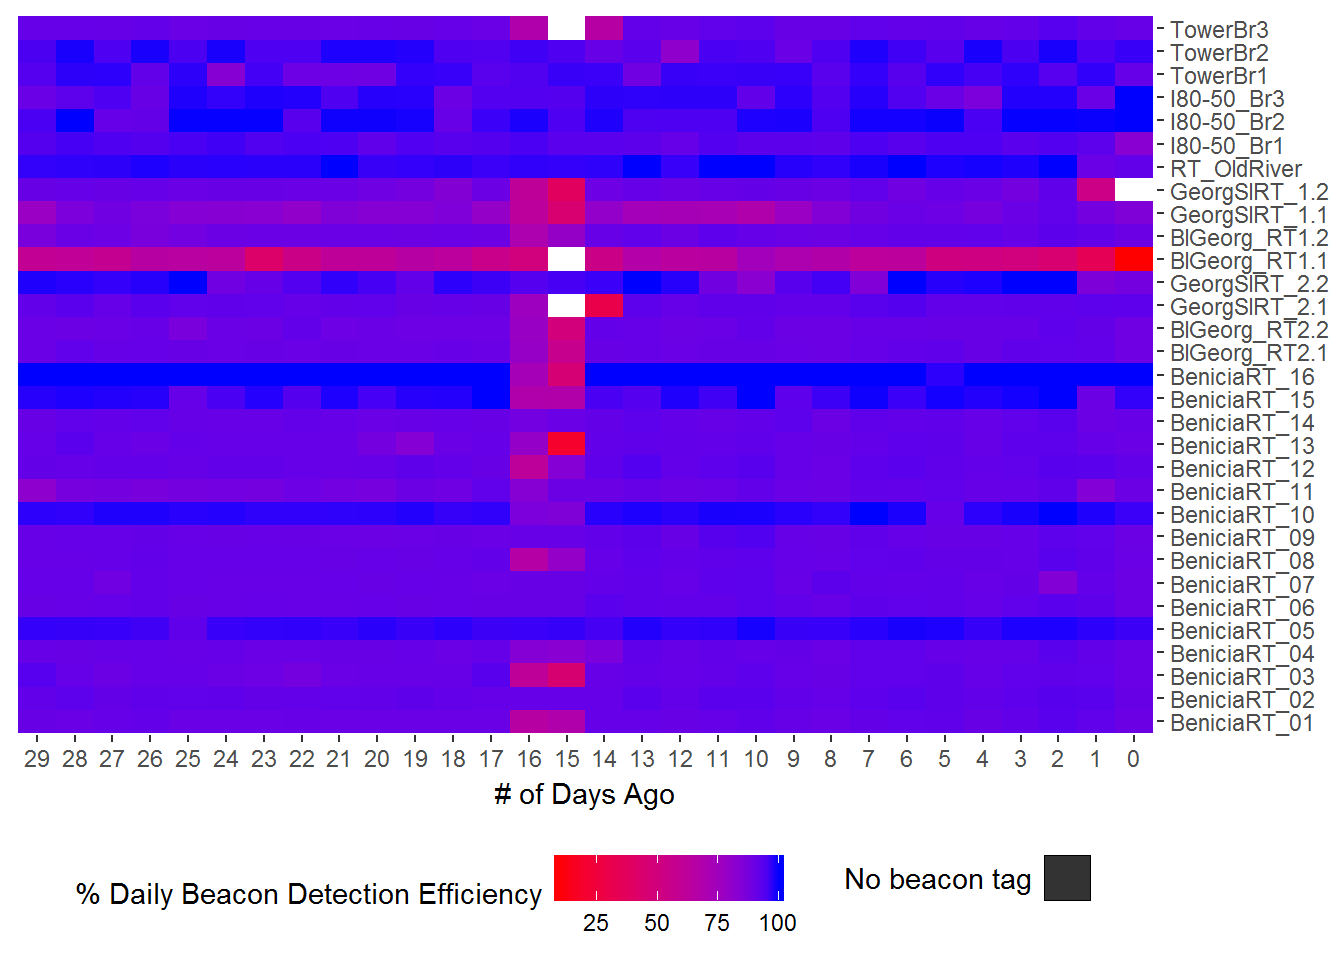 TowerBr3
TowerBr2
TowerBr1
I80-50_Br3
I80-50_Br2
I80-50_Br1
RT_OldRiver
GeorgSlRT_1.2
GeorgSlRT_1.1
BlGeorg_RT1.2
BlGeorg_RT1.1
GeorgSlRT_2.2
GeorgSlRT_2.1
BlGeorg_RT2.2
BlGeorg_RT2.1
BeniciaRT_16
BeniciaRT_15
BeniciaRT_14
BeniciaRT_13
BeniciaRT_12
BeniciaRT_11
BeniciaRT_10
BeniciaRT_09
BeniciaRT_08
BeniciaRT_07
BeniciaRT_06
BeniciaRT_05
BeniciaRT_04
BeniciaRT_03
BeniciaRT_02
BeniciaRT_01
29 28 27 26 25 24 23 22 21 20 19 18 17 16 15 14 13 12 11 10 9 8 7 6 5 4 3 2 1 0
# of Days Ago
% Daily Beacon Detection Efficiency
25 50 75 100
No beacon tag